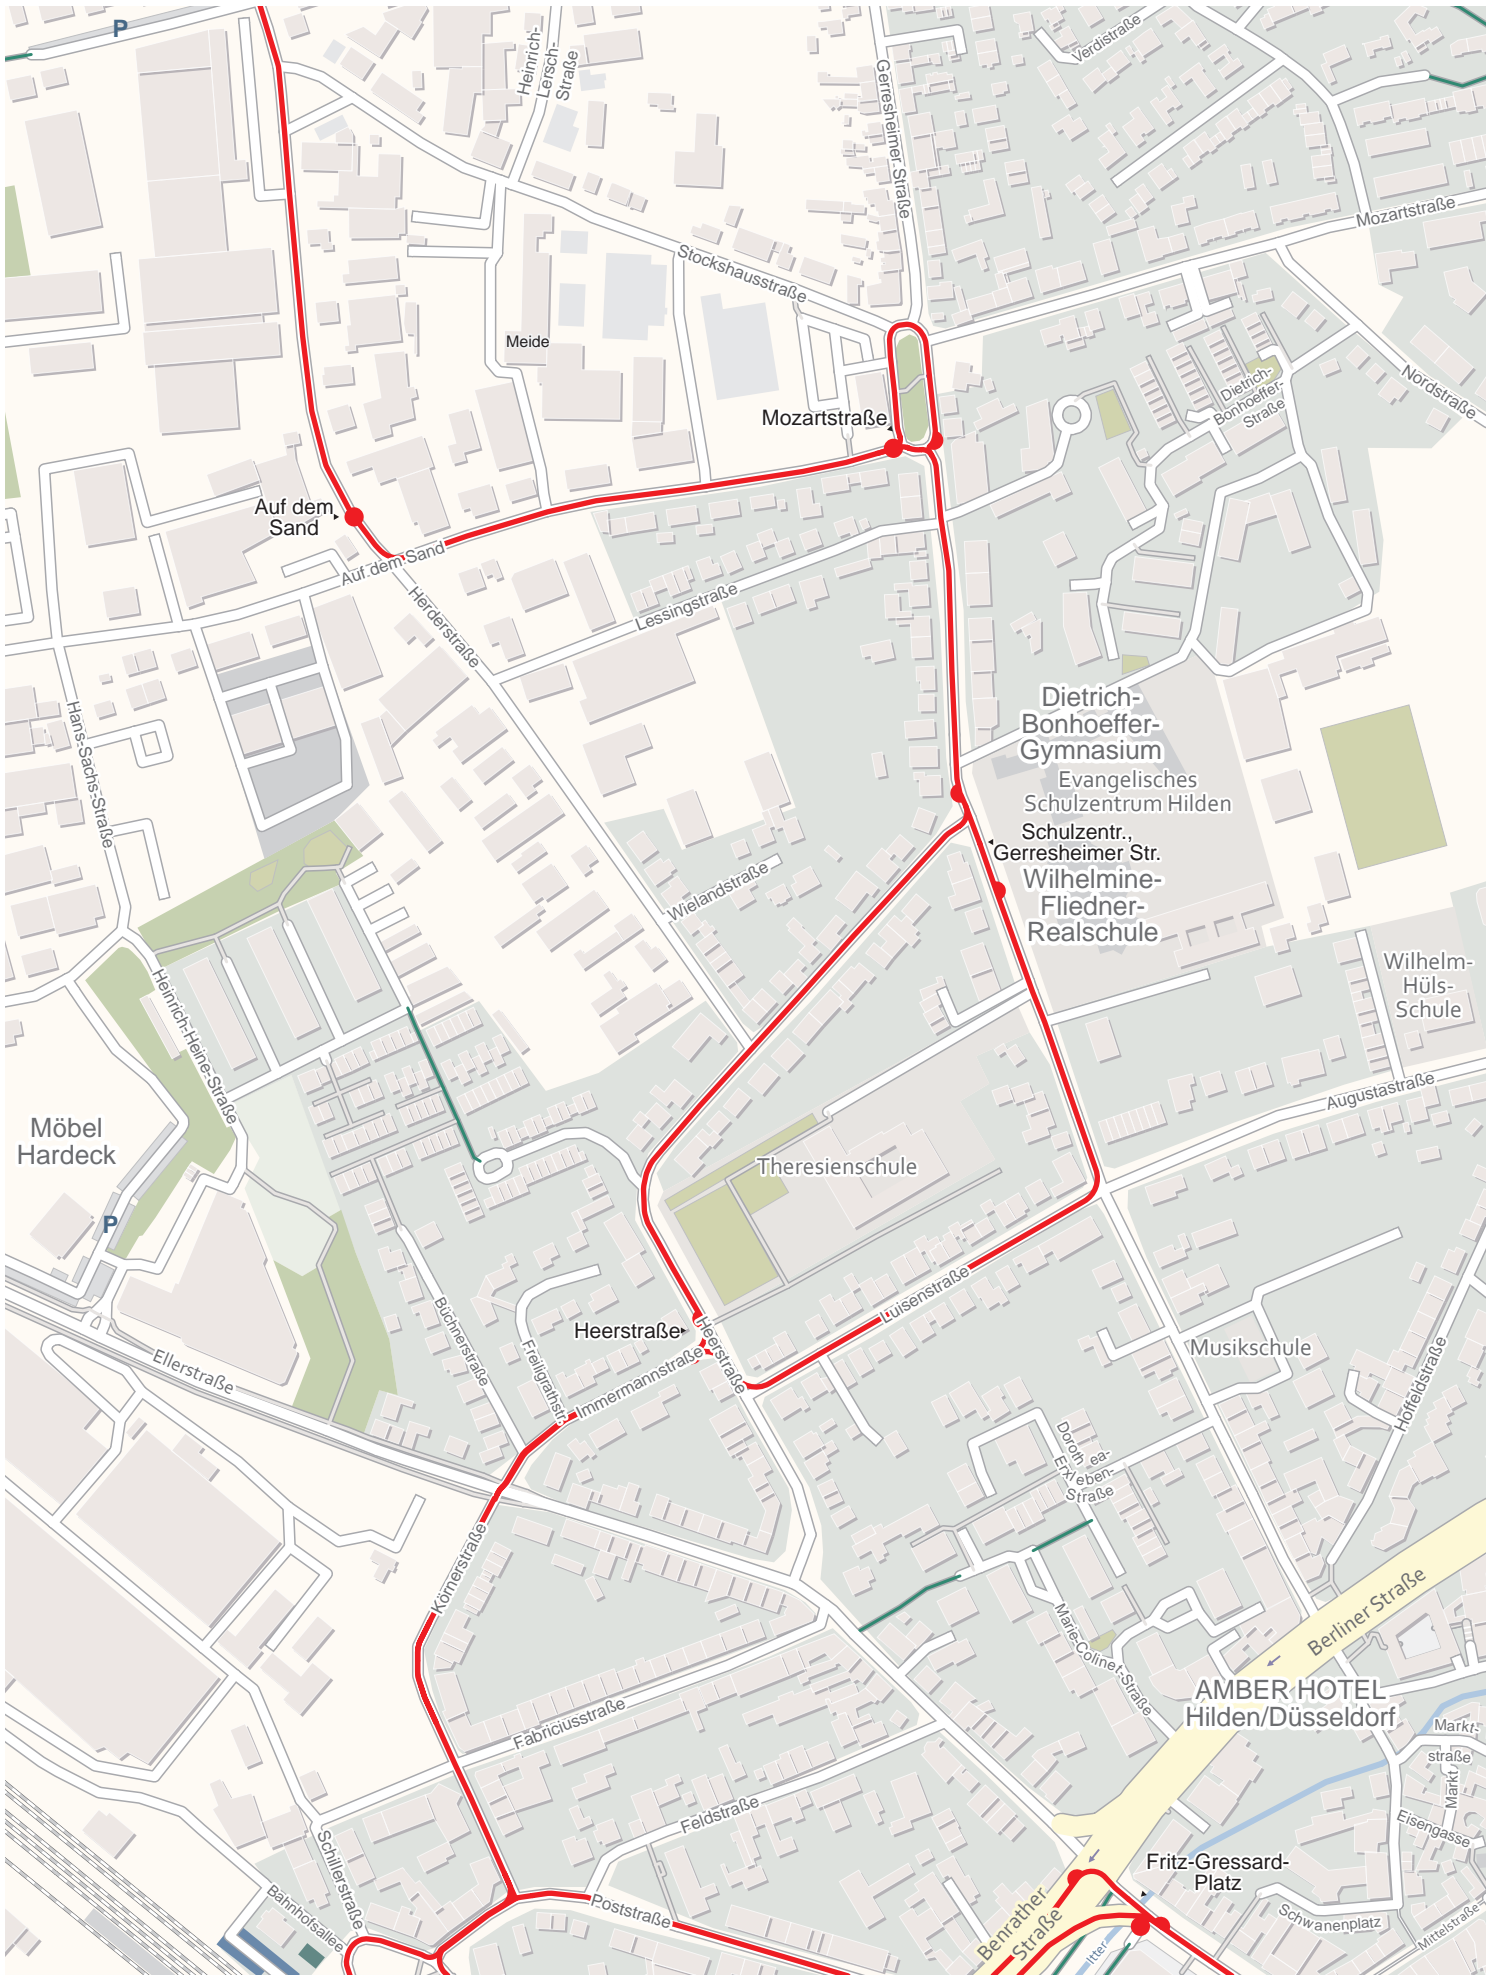 P
Heinrich-
Lersch-
Straße
Gerresheimer-Straße
Verdistraße
Mozartstraße
Stockshausstraße
Meide
Nordstraße
Dietrich-
Bonhoeffer-
Straße
Mozartstraße
Auf dem
Sand
Auf dem Sand
Herderstraße
Lessingstraße
Hans-Sachs-Straße
Dietrich-
Bonhoeffer-
Gymnasium
Evangelisches
Schulzentrum Hilden
Schulzentr.,
Gerresheimer Str.
Wilhelmine-
Fliedner-
Realschule
Wielandstraße
Wilhelm-
Hüls-
Schule
Heinrich-Heine-Straße
Augustastraße
Möbel
Hardeck
Theresienschule
P
Luisenstraße
Büchnerstraße
Freiligrathstr.
Heerstraße
Heerstraße
Immermannstraße
Musikschule
Hoffeldstraße
Ellerstraße
Doroth ea-
Erxleben-
Straße
Körnerstraße
Marie-Colinet-Straße
Berliner Straße
AMBER HOTEL
Hilden/Düsseldorf
Fabriciusstraße
Markt-
straße
Markt
Feldstraße
Eisengasse
Schillerstraße
Fritz-Gressard-
Platz
Bahnhofsallee
Poststraße
Benrather
Straße
Schwanenplatz
Mittelstraße
Itter